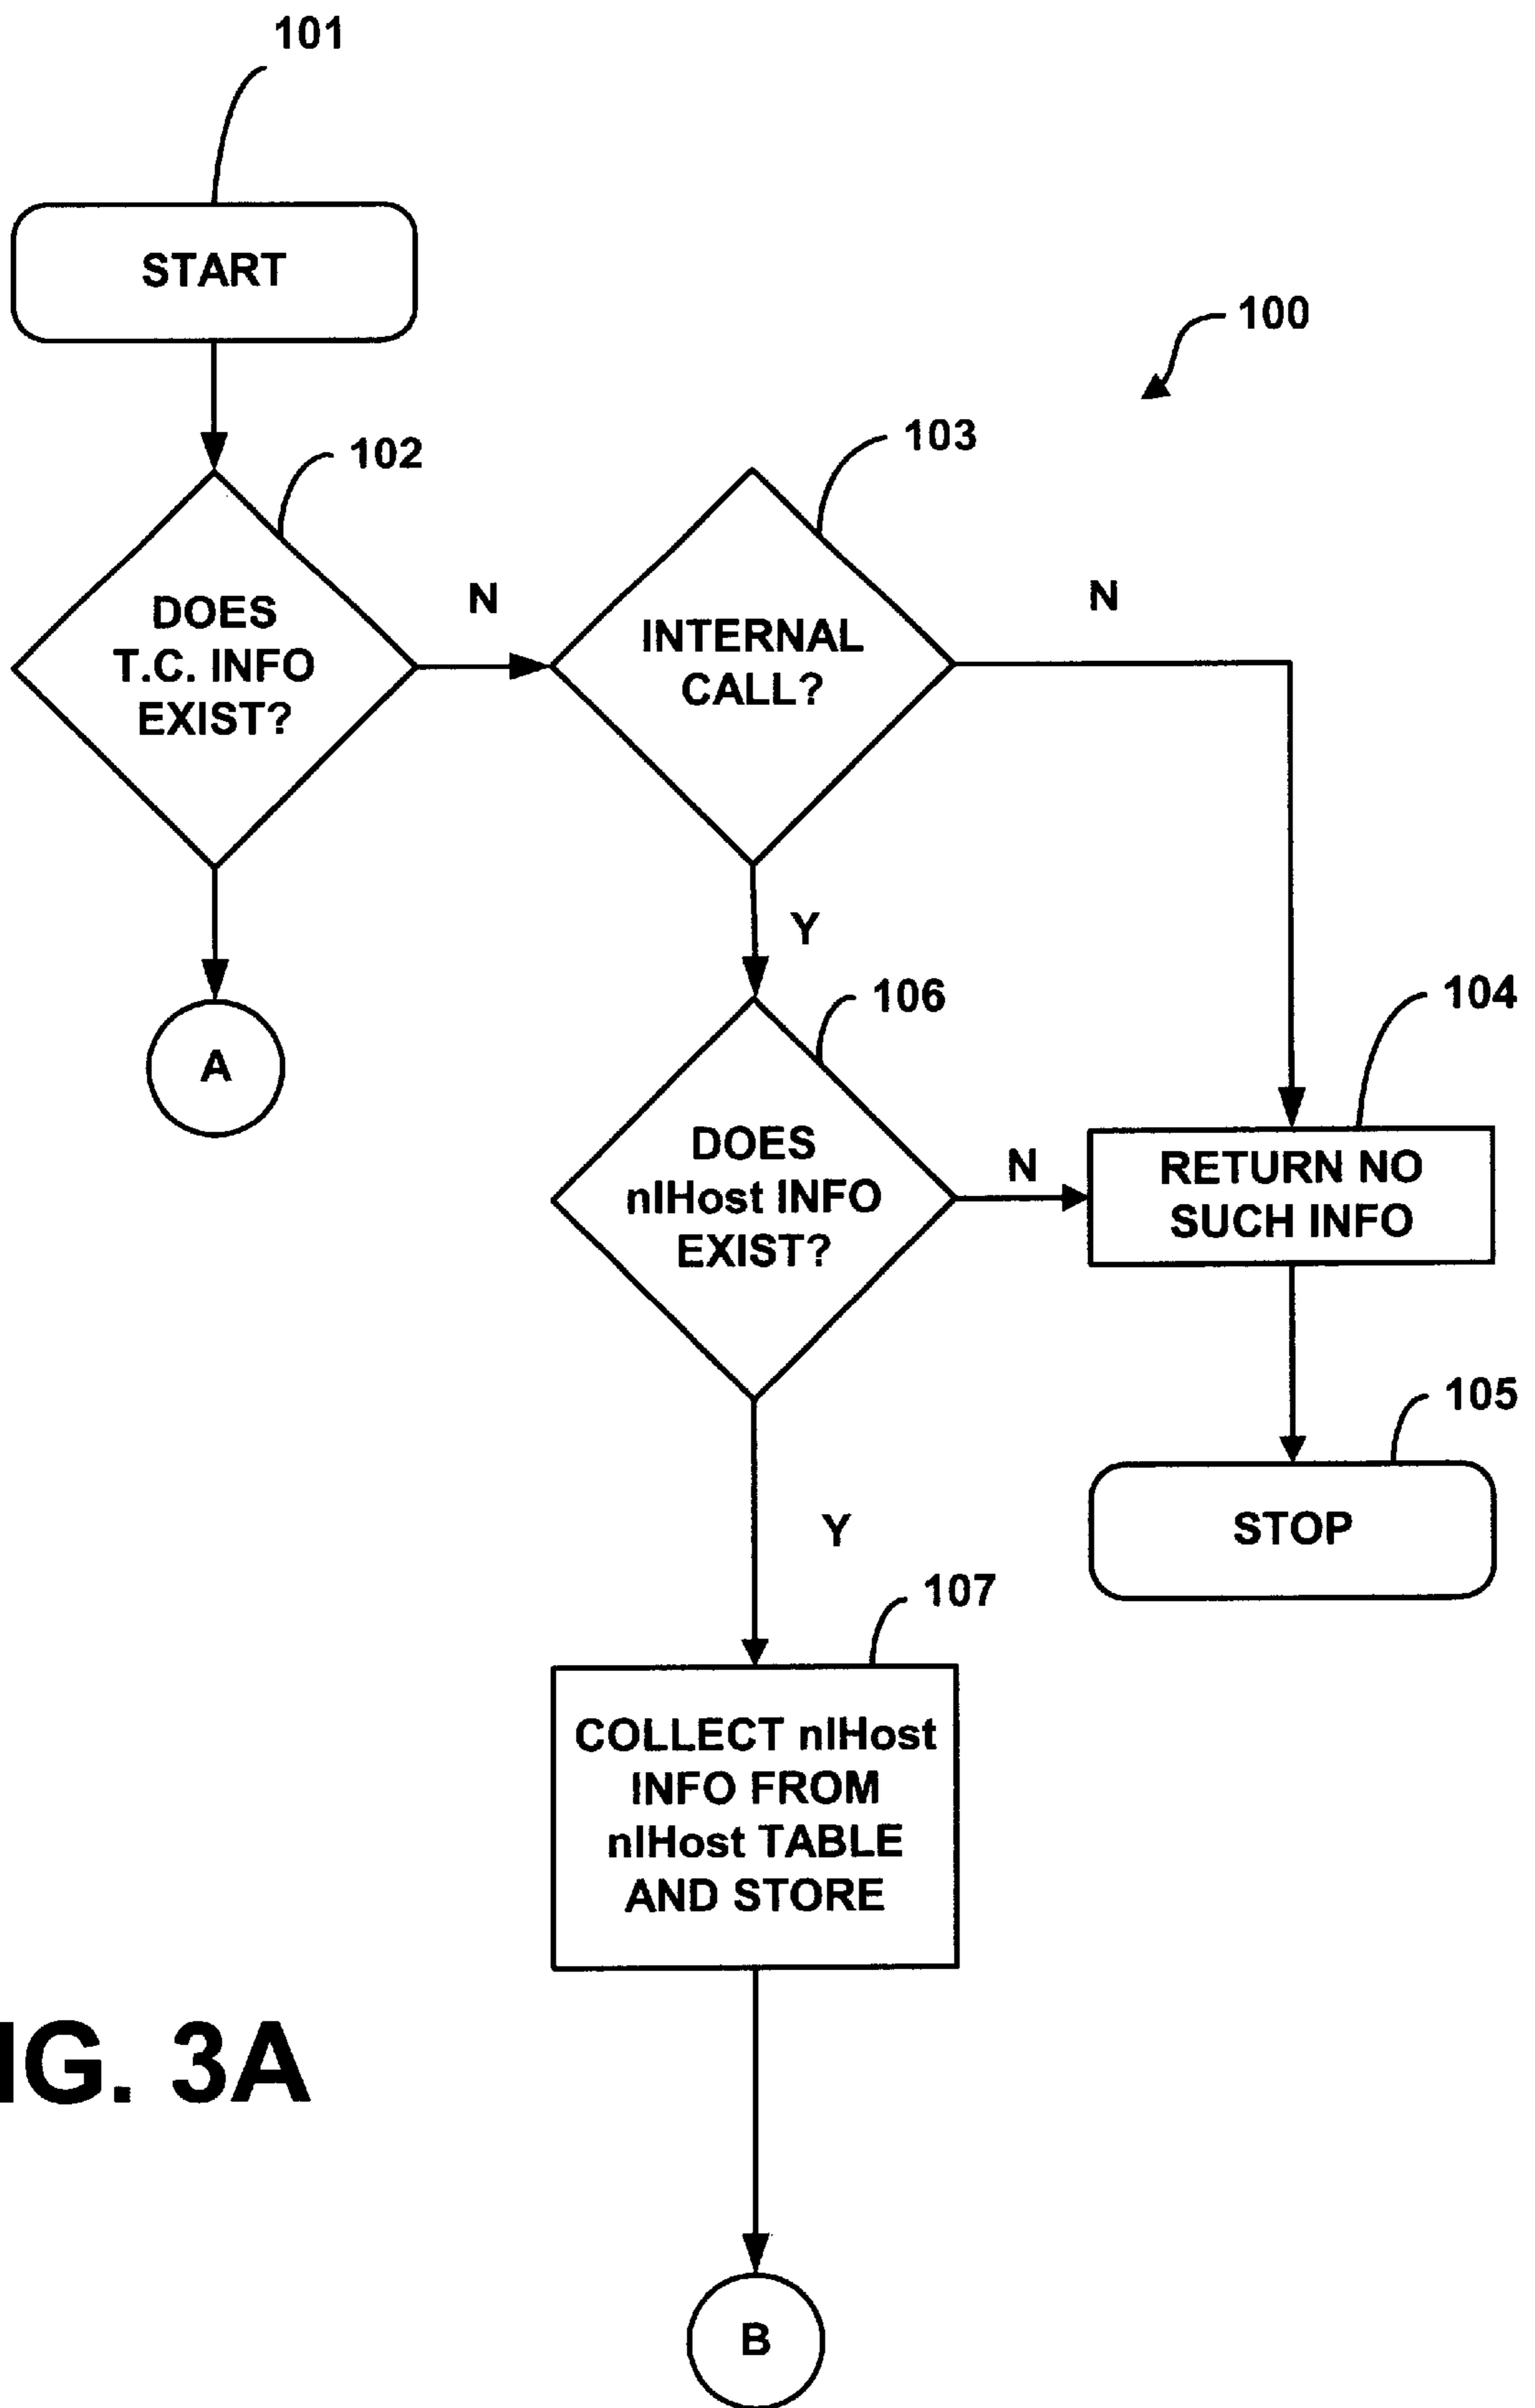 101
START
100
102
103
DOES
T.C. INFO
EXIST?
N
INTERNAL
CALL?
N
Y
A
106
104
DOES
nlHost INFO
EXIST?
N
RETURN NO
SUCH INFO
105
STOP
Y
107
COLLECT nlHost
INFO FROM
nlHost TABLE
AND STORE
IG. 3A
B